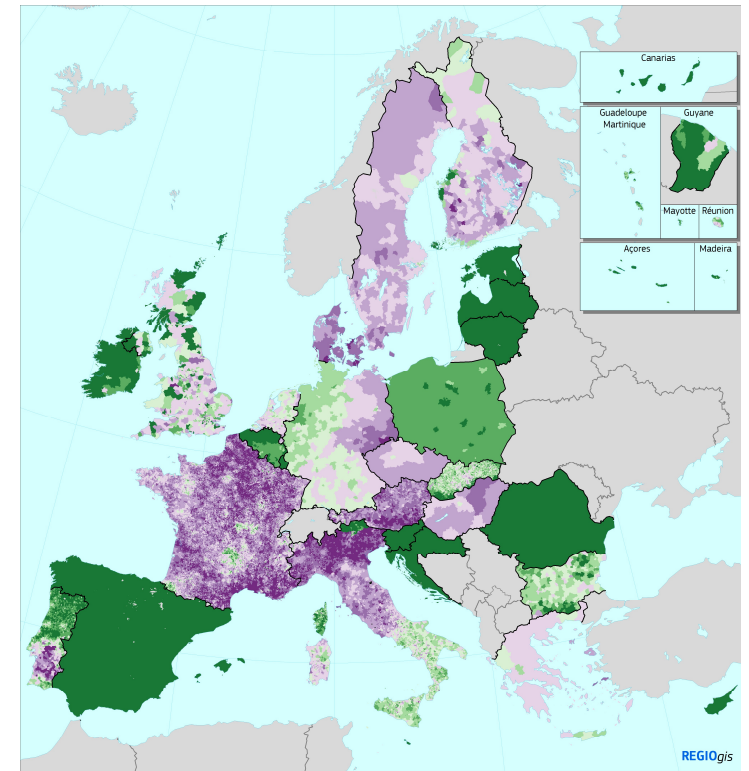 Canarias
Guadeloupe
Martinique
Guyane
Mayotte
Réunion
Açores
Madeira
REGIOgis